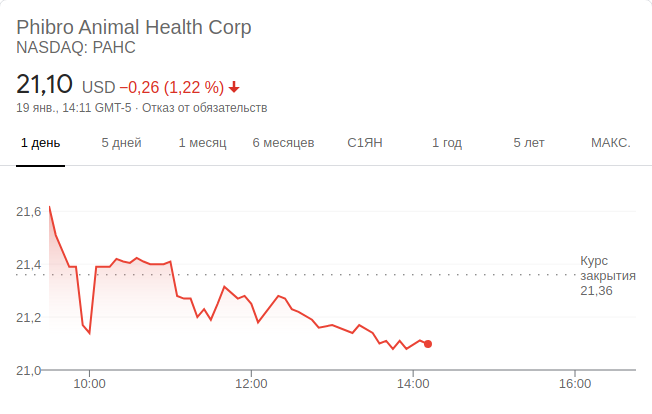 Phibro Animal Health Corp
NASDAQ: PAHC
21,10 USD −0,26 (1,22 %)
19 янв., 14:11 GMT-5 · Отказ от обязательств
1 день 5 дней 1 месяц 6 месяцев С1ЯН 1 год 5 лет МАКС.
21,6
21,4
Курс
закрытия
21,36
21,2
21,0
10:00 12:00 14:00 16:00